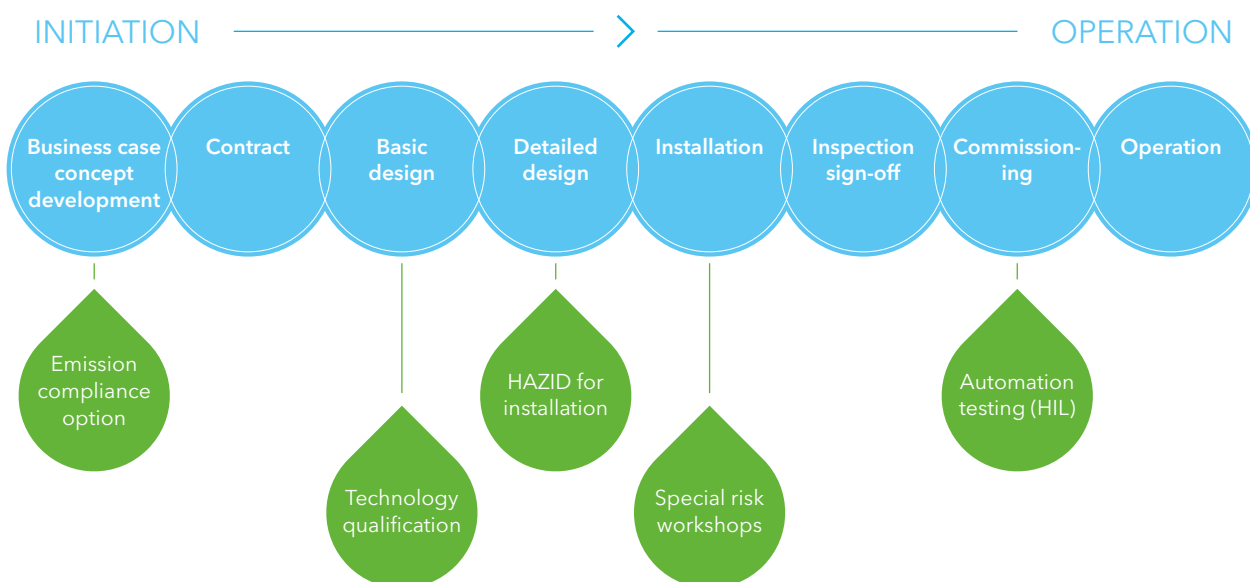 INITIATION
OPERATION
Business case
concept
development
Contract
Basic
design
Detailed
design
Installation
Inspection
sign-off
Commission-
ing
Operation
Emission
compliance
option
Technology
qualification
HAZID for
installation
Special risk
workshops
Automation
testing (HIL)